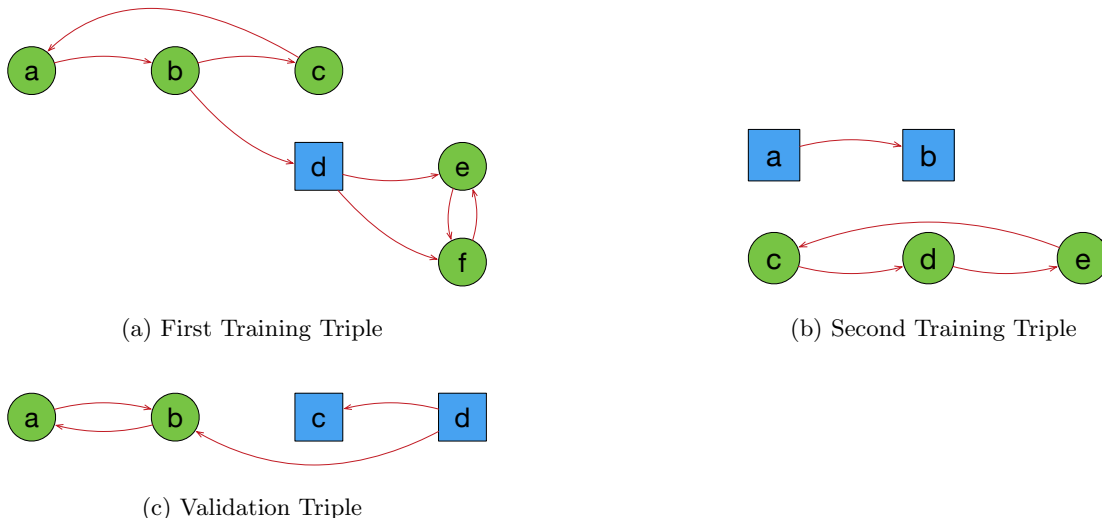 a b c
d e
f
(a) First Training Triple
a b
c d e
(b) Second Training Triple
a b c d
(c) Validation Triple